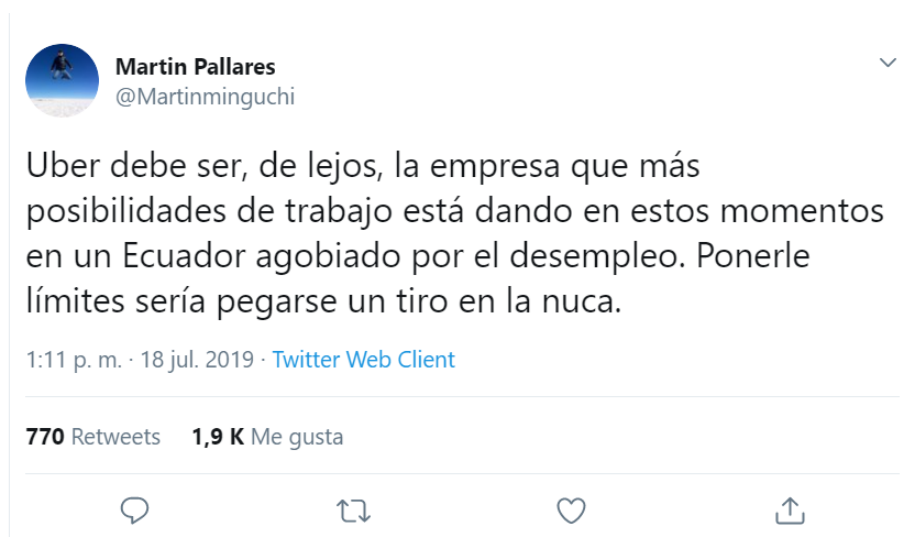 Martin Pallares
@Martinminguchi
Uber debe ser, de lejos, la empresa que más
posibilidades de trabajo está dando en estos momentos
en un Ecuador agobiado por el desempleo. Ponerle
límites sería pegarse un tiro en la nuca.
1:11 p. m. · 18 jul. 2019 · Twitter Web Client
770 Retweets 1,9 K Me gusta